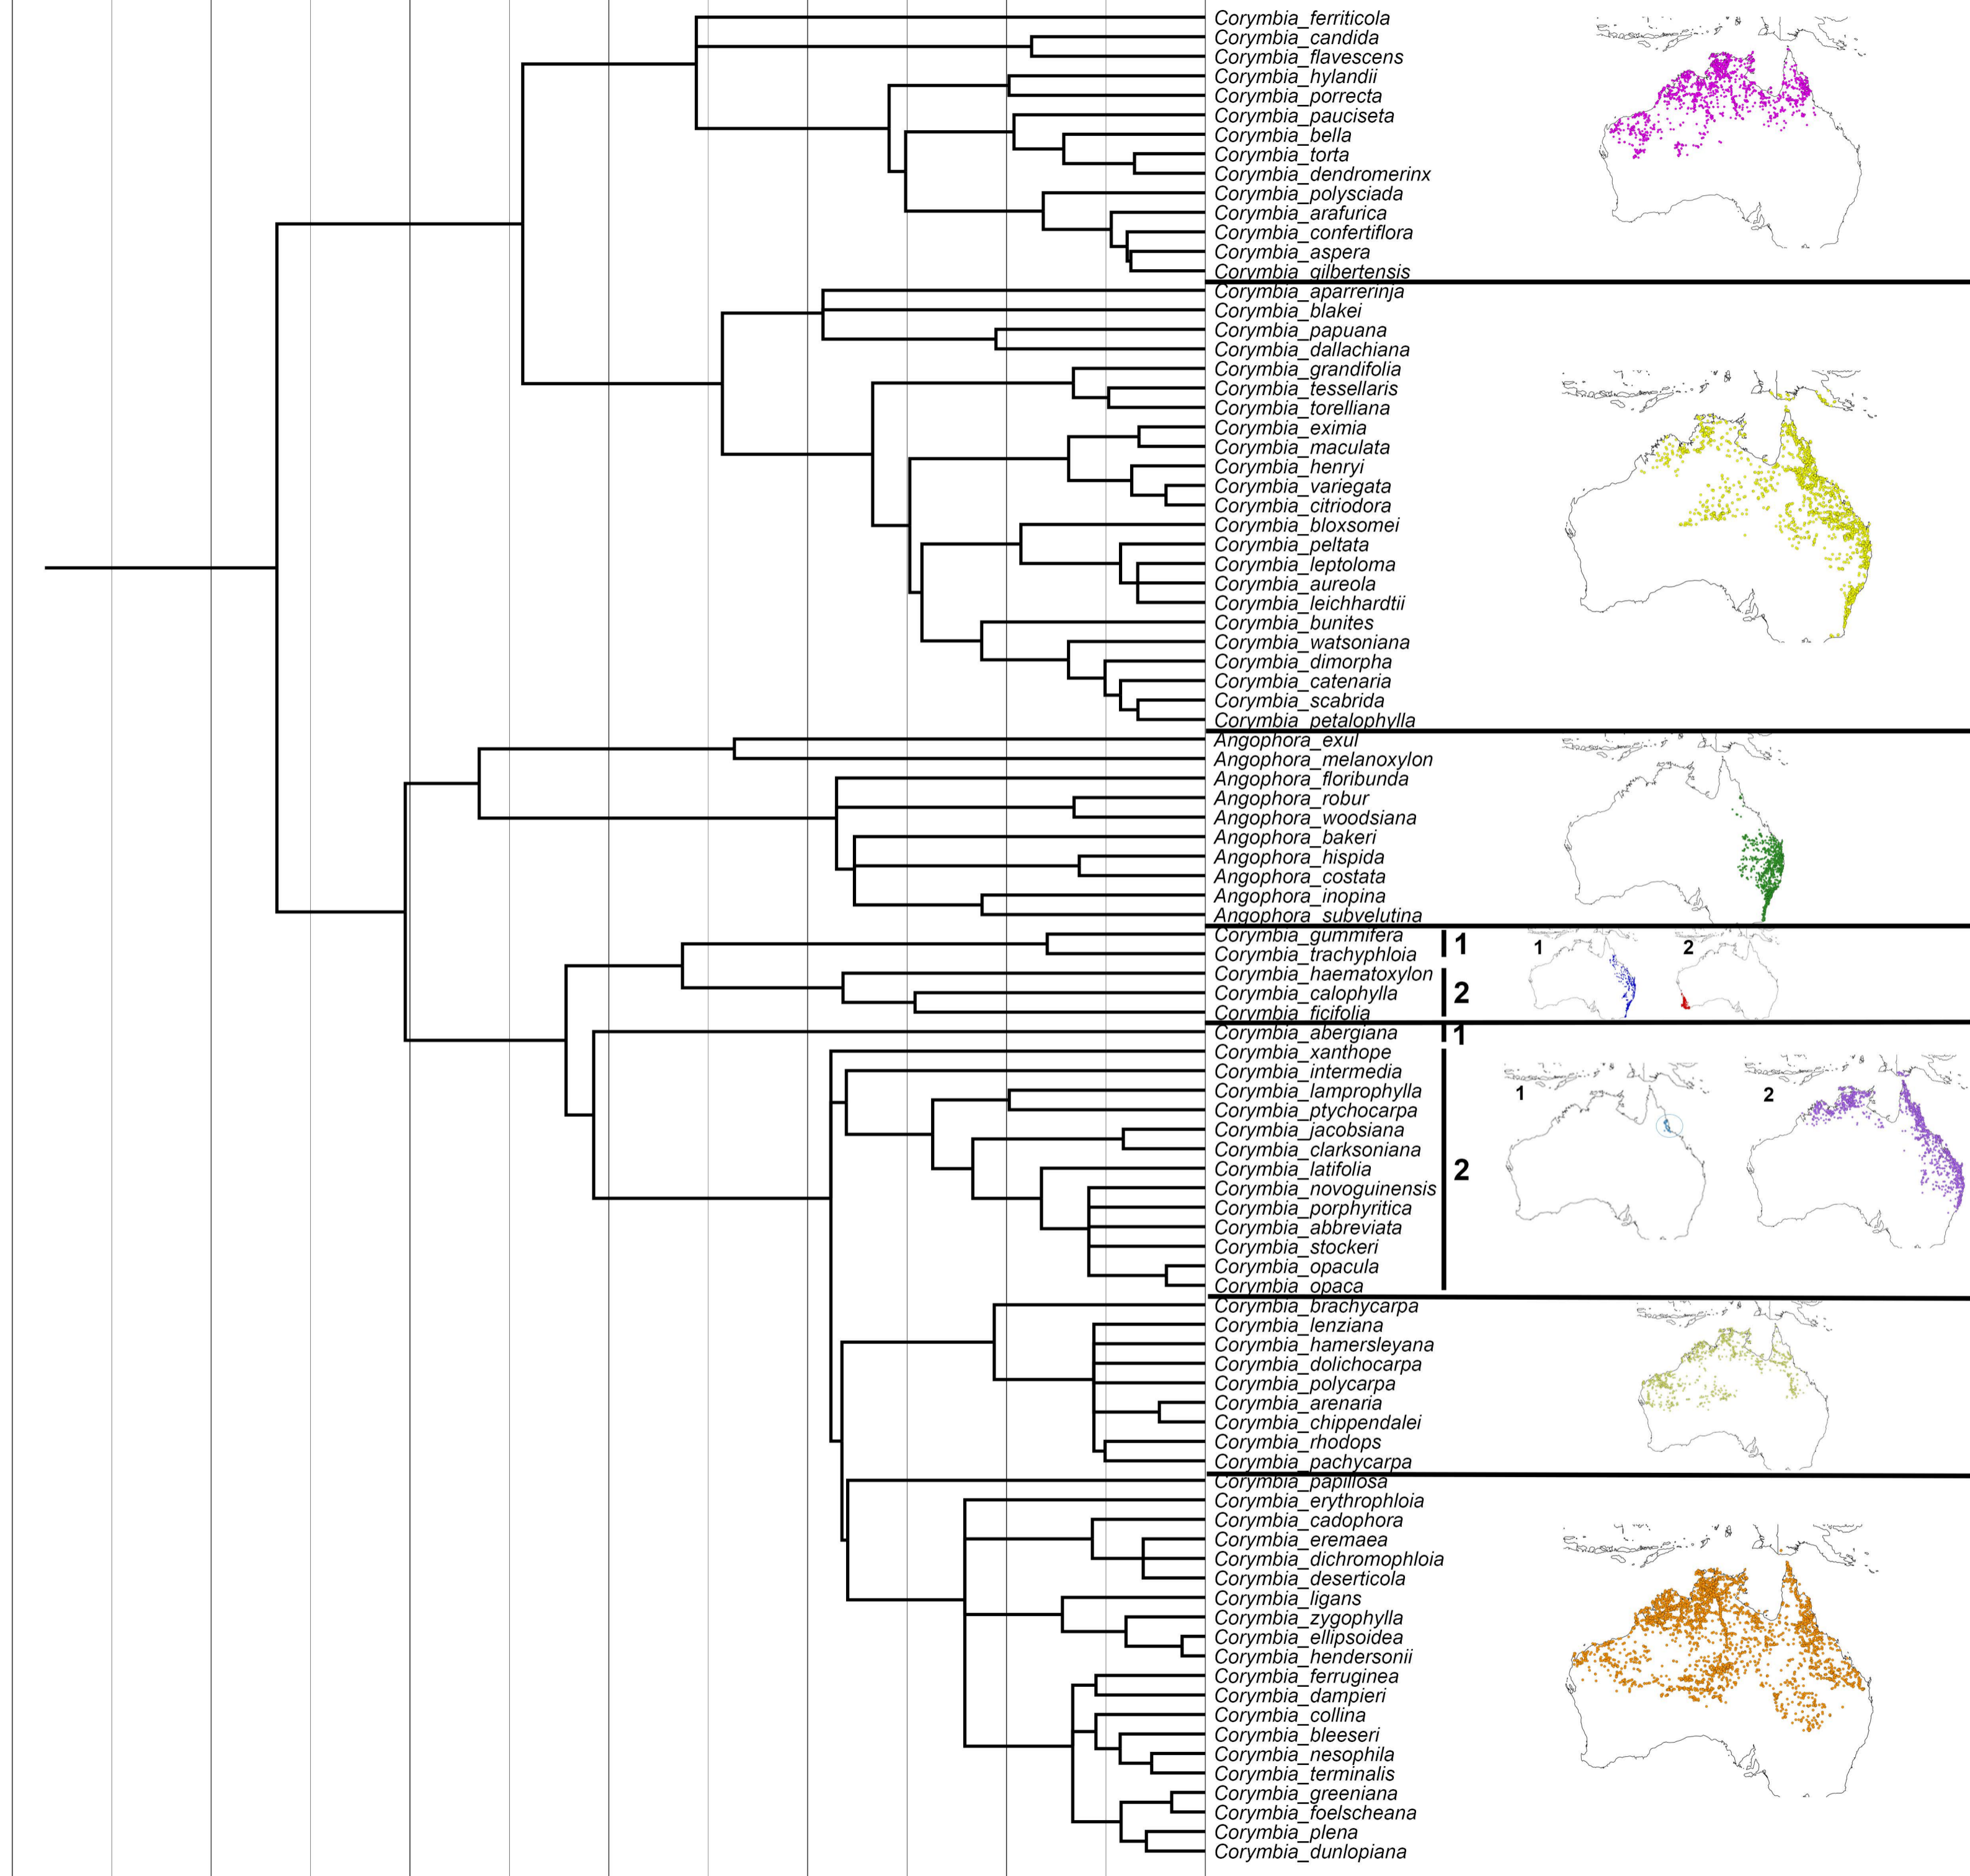 Corymbia_ferriticola
Corymbia_candida
Corymbia_flavescens
Corymbia_hylandii
Corymbia_porrecta
Corymbia_pauciseta
Corymbia_bella
Corymbia_torta
Corymbia_dendromerinx
Corymbia_polysciada
Corymbia_arafurica
Corymbia_confertiflora
Corymbia_aspera
Corymbia_gilbertensis
Corymbia_aparrerinja
Corymbia_blakei
Corymbia_papuana
Corymbia_dallachiana
Corymbia_grandifolia
Corymbia_tessellaris
Corymbia_torelliana
Corymbia_eximia
Corymbia_maculata
Corymbia_henryi
Corymbia_variegata
Corymbia_citriodora
Corymbia_bloxsomei
Corymbia_peltata
Corymbia_leptoloma
Corymbia_aureola
Corymbia_leichhardtii
Corymbia_bunites
Corymbia_watsoniana
Corymbia_dimorpha
Corymbia_catenaria
Corymbia_scabrida
Corymbia_petalophylla
Angophora_exul
Angophora_melanoxylon
Angophora_floribunda
Angophora_robur
Angophora_woodsiana
Angophora_bakeri
Angophora_hispida
Angophora_costata
Angophora_inopina
Angophora_subvelutina
Corymbia_gummifera 1 1 2
Corymbia_trachyphloia
Corymbia_haematoxylon
Corymbia_calophylla 2
Corymbia_ficifolia
Corymbia_abergiana 1
Corymbia_xanthope
Corymbia_intermedia
Corymbia_lamprophylla 1 2
Corymbia_ptychocarpa
Corymbia_jacobsiana
Corymbia_clarksoniana
Corymbia_latifolia 2
Corymbia_novoguinensis
Corymbia_porphyritica
Corymbia_abbreviata
Corymbia_stockeri
Corymbia_opacula
Corymbia_opaca
Corymbia_brachycarpa
Corymbia_lenziana
Corymbia_hamersleyana
Corymbia_dolichocarpa
Corymbia_polycarpa
Corymbia_arenaria
Corymbia_chippendalei
Corymbia_rhodops
Corymbia_pachycarpa
Corymbia_papillosa
Corymbia_erythrophloia
Corymbia_cadophora
Corymbia_eremaea
Corymbia_dichromophloia
Corymbia_deserticola
Corymbia_ligans
Corymbia_zygophylla
Corymbia_ellipsoidea
Corymbia_hendersonii
Corymbia_ferruginea
Corymbia_dampieri
Corymbia_collina
Corymbia_bleeseri
Corymbia_nesophila
Corymbia_terminalis
Corymbia_greeniana
Corymbia_foelscheana
Corymbia_plena
Corymbia_dunlopiana